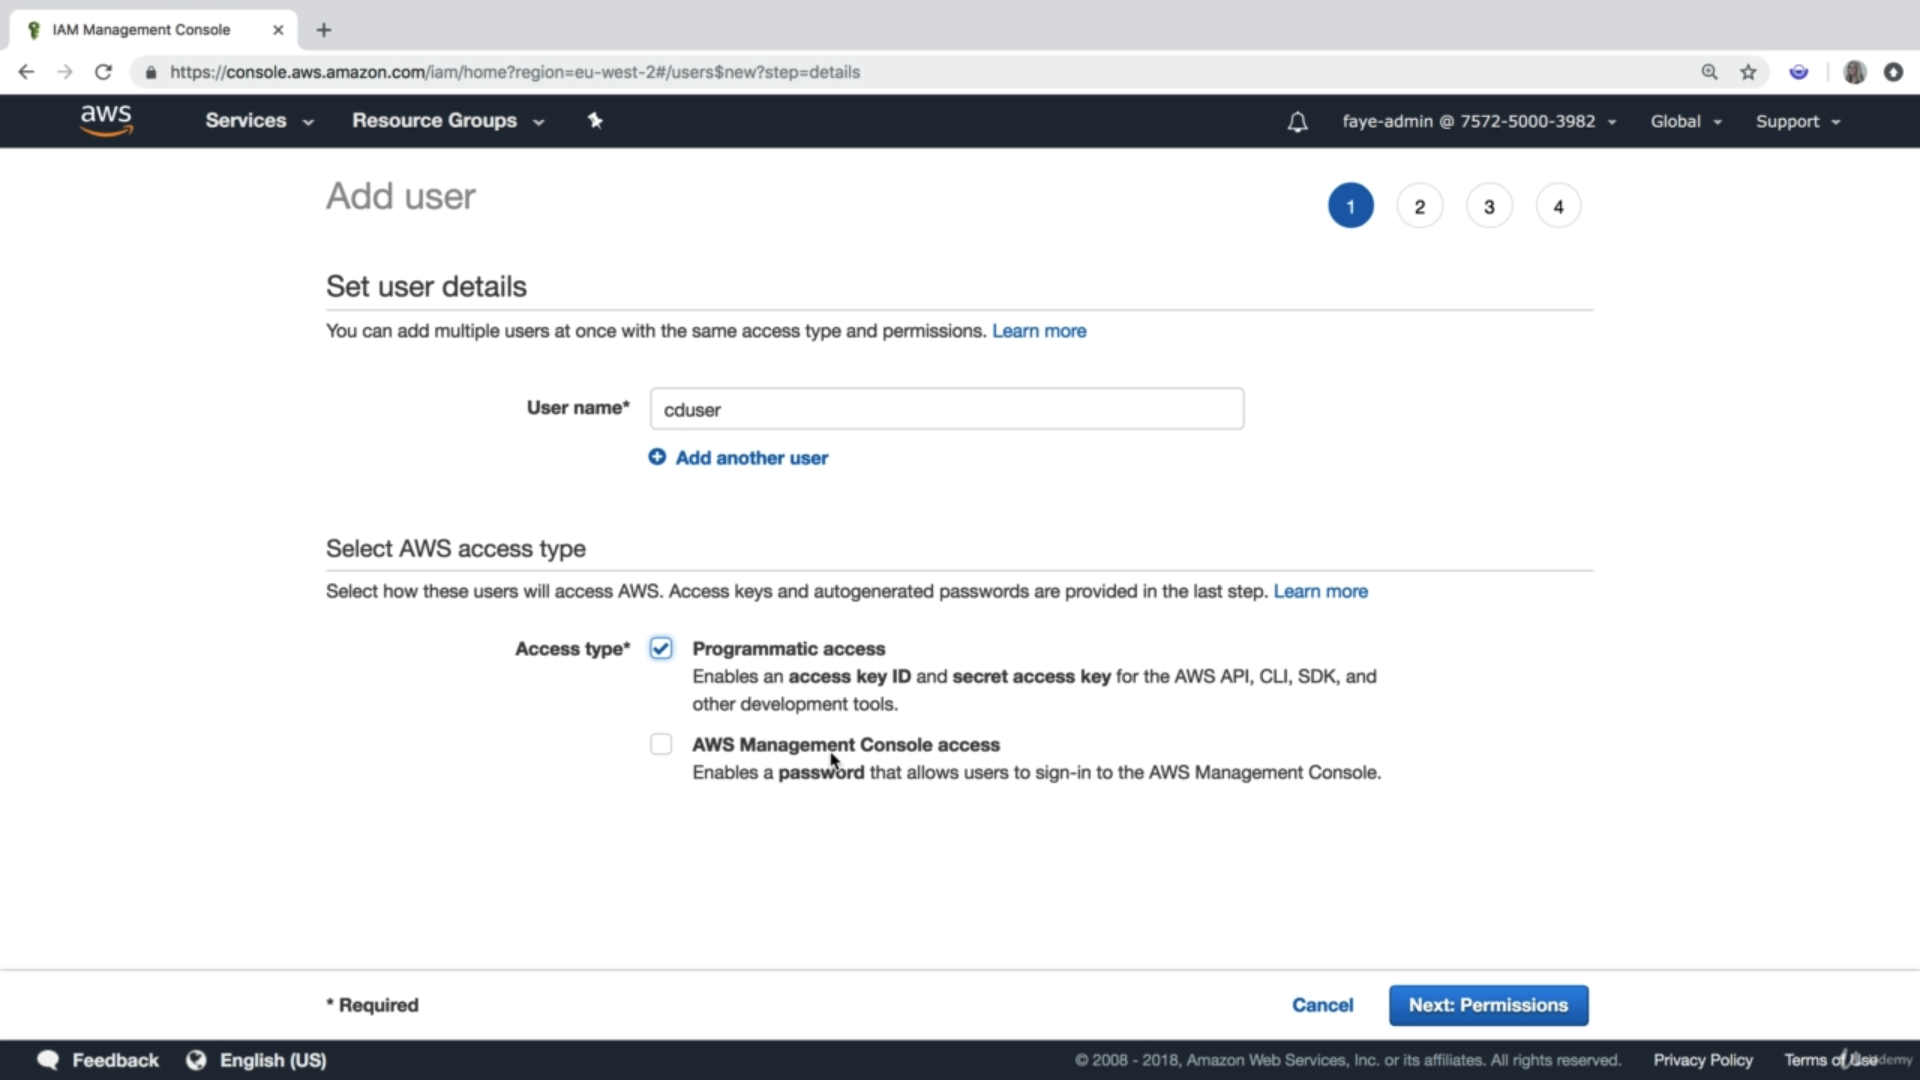 IAM Management Console
https://console.aws.amazon.com/iam/home?region=eu-west-2#/users$new?step=details
aws Services Resource Groups faye-admin @ 7572-5000-3982 Global Support
Add user
1 2 3 4
Set user details
You can add multiple users at once with the same access type and permissions. Learn more
User name* cduser
Add another user
Select AWS access type
Select how these users will access AWS. Access keys and autogenerated passwords are provided in the last step. Learn more
Access type* Programmatic access
Enables an access key ID and secret access key for the AWS API, CLI, SDK, and
other development tools.
AWS Management Console access
Enables a password that allows users to sign-in to the AWS Management Console.
* Required Cancel Next: Permissions
Feedback English (US) © 2008 - 2018, Amazon Web Services, Inc. or its affiliates. All rights reserved. Privacy Policy Terms of Use